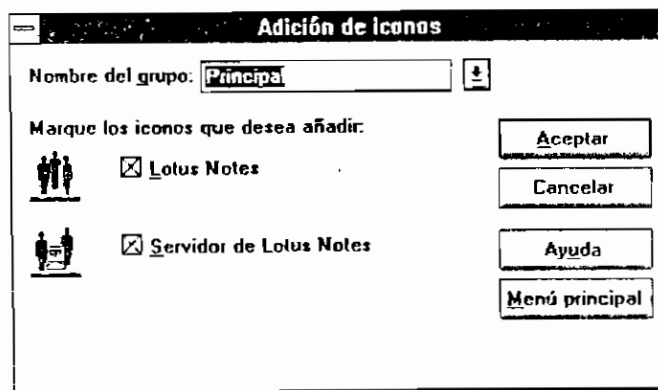 Adición de iconos
Nombre del grupo: Principal
Marque los iconos que desea añadir:
Lotus Notes
Servidor de Lotus Notes
Aceptar
Cancelar
Ayuda
Menú principal